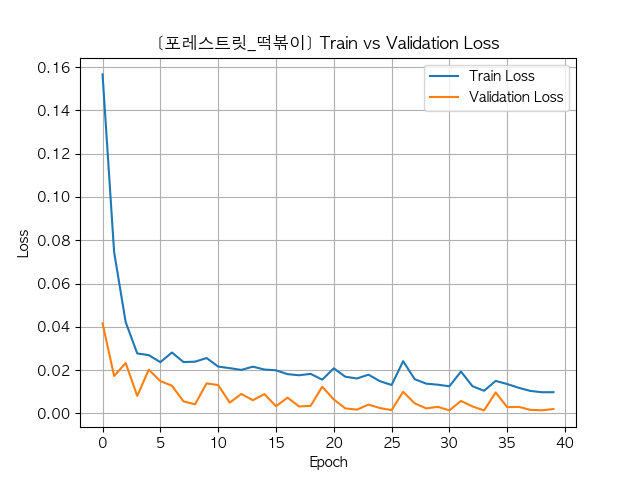 [포레스트릿_떡볶이] Train vs Validation Loss
Train Loss
Validation Loss
0.16
0.14
0.12
0.10
0.08
0.06
0.04
0.02
0.00
Loss
0 5 10 15 20 25 30 35 40
Epoch